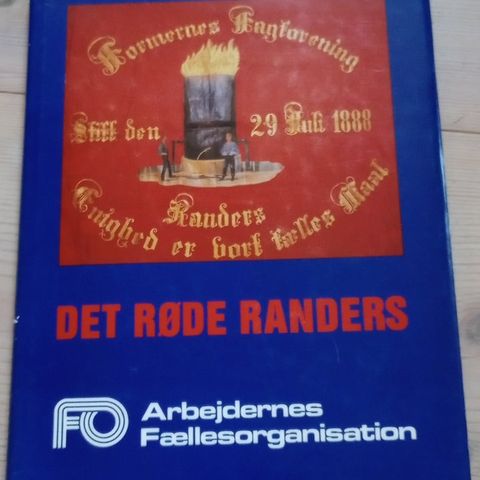 Formernes Fagforening
Stift den 29 Juli 1888
Randers
Enighed er vort fælles Maal
DET RØDE RANDERS
FO Arbejdernes
Fællesorganisation